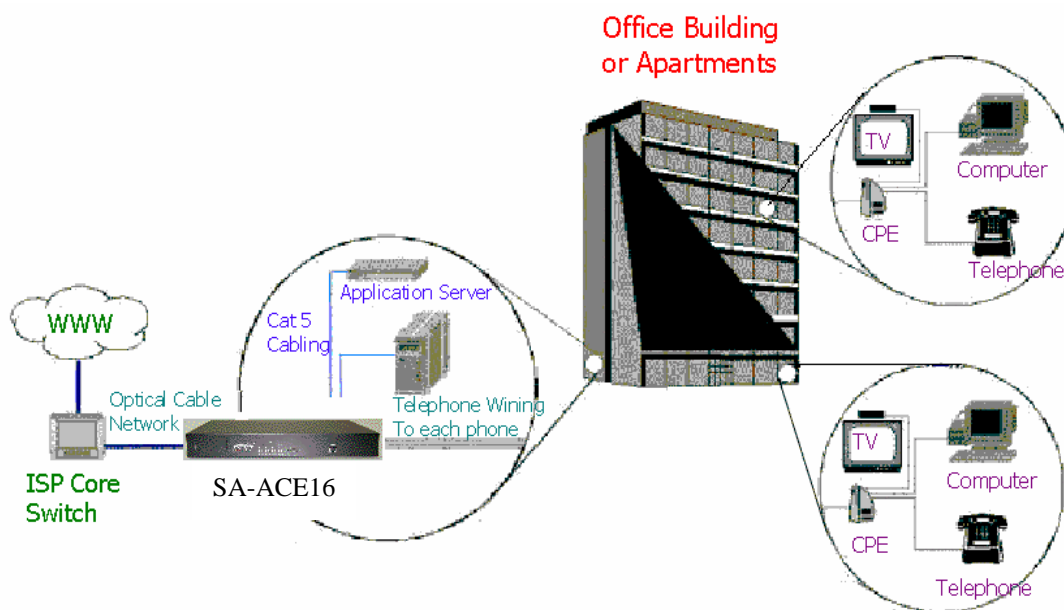 Office Building
or Apartments
TV
Computer
CPE
Telephone
Application Server
Cat 5
Cabling
WWW
Optical Cable
Network
Telephone Wining
To each phone
ISP Core
Switch
SA-ACE16
TV
Computer
CPE
Telephone